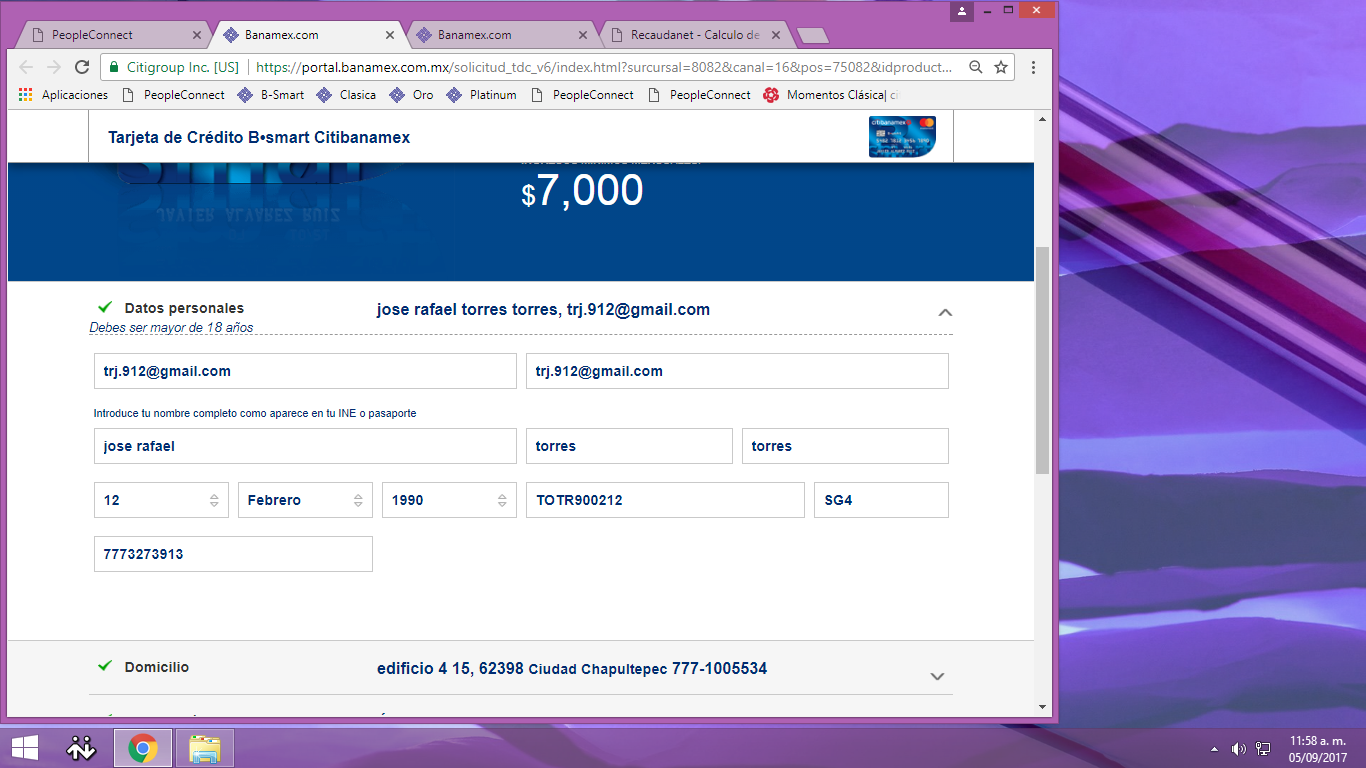 PeopleConnect
Banamex.com
Banamex.com
Recaudanet - Calculo de
Citigroup Inc. [US] https://portal.banamex.com.mx/solicitud_tdc_v6/index.html?surcursal=8082&canal=16&pos=75082&idproduct...
Aplicaciones PeopleConnect B-Smart Clasica Oro Platinum PeopleConnect PeopleConnect Momentos Clásica| ci
Tarjeta de Crédito B•smart Citibanamex
citibanamex
$7,000
JAVIER ALVAREZ RUIZ
Datos personales jose rafael torres torres, trj.912@gmail.com
Debes ser mayor de 18 años
trj.912@gmail.com trj.912@gmail.com
Introduce tu nombre completo como aparece en tu INE o pasaporte
jose rafael torres torres
12 Febrero 1990 TOTR900212 SG4
7773273913
Domicilio edificio 4 15, 62398 Ciudad Chapultepec 777-1005534
11:58 a. m.
05/09/2017